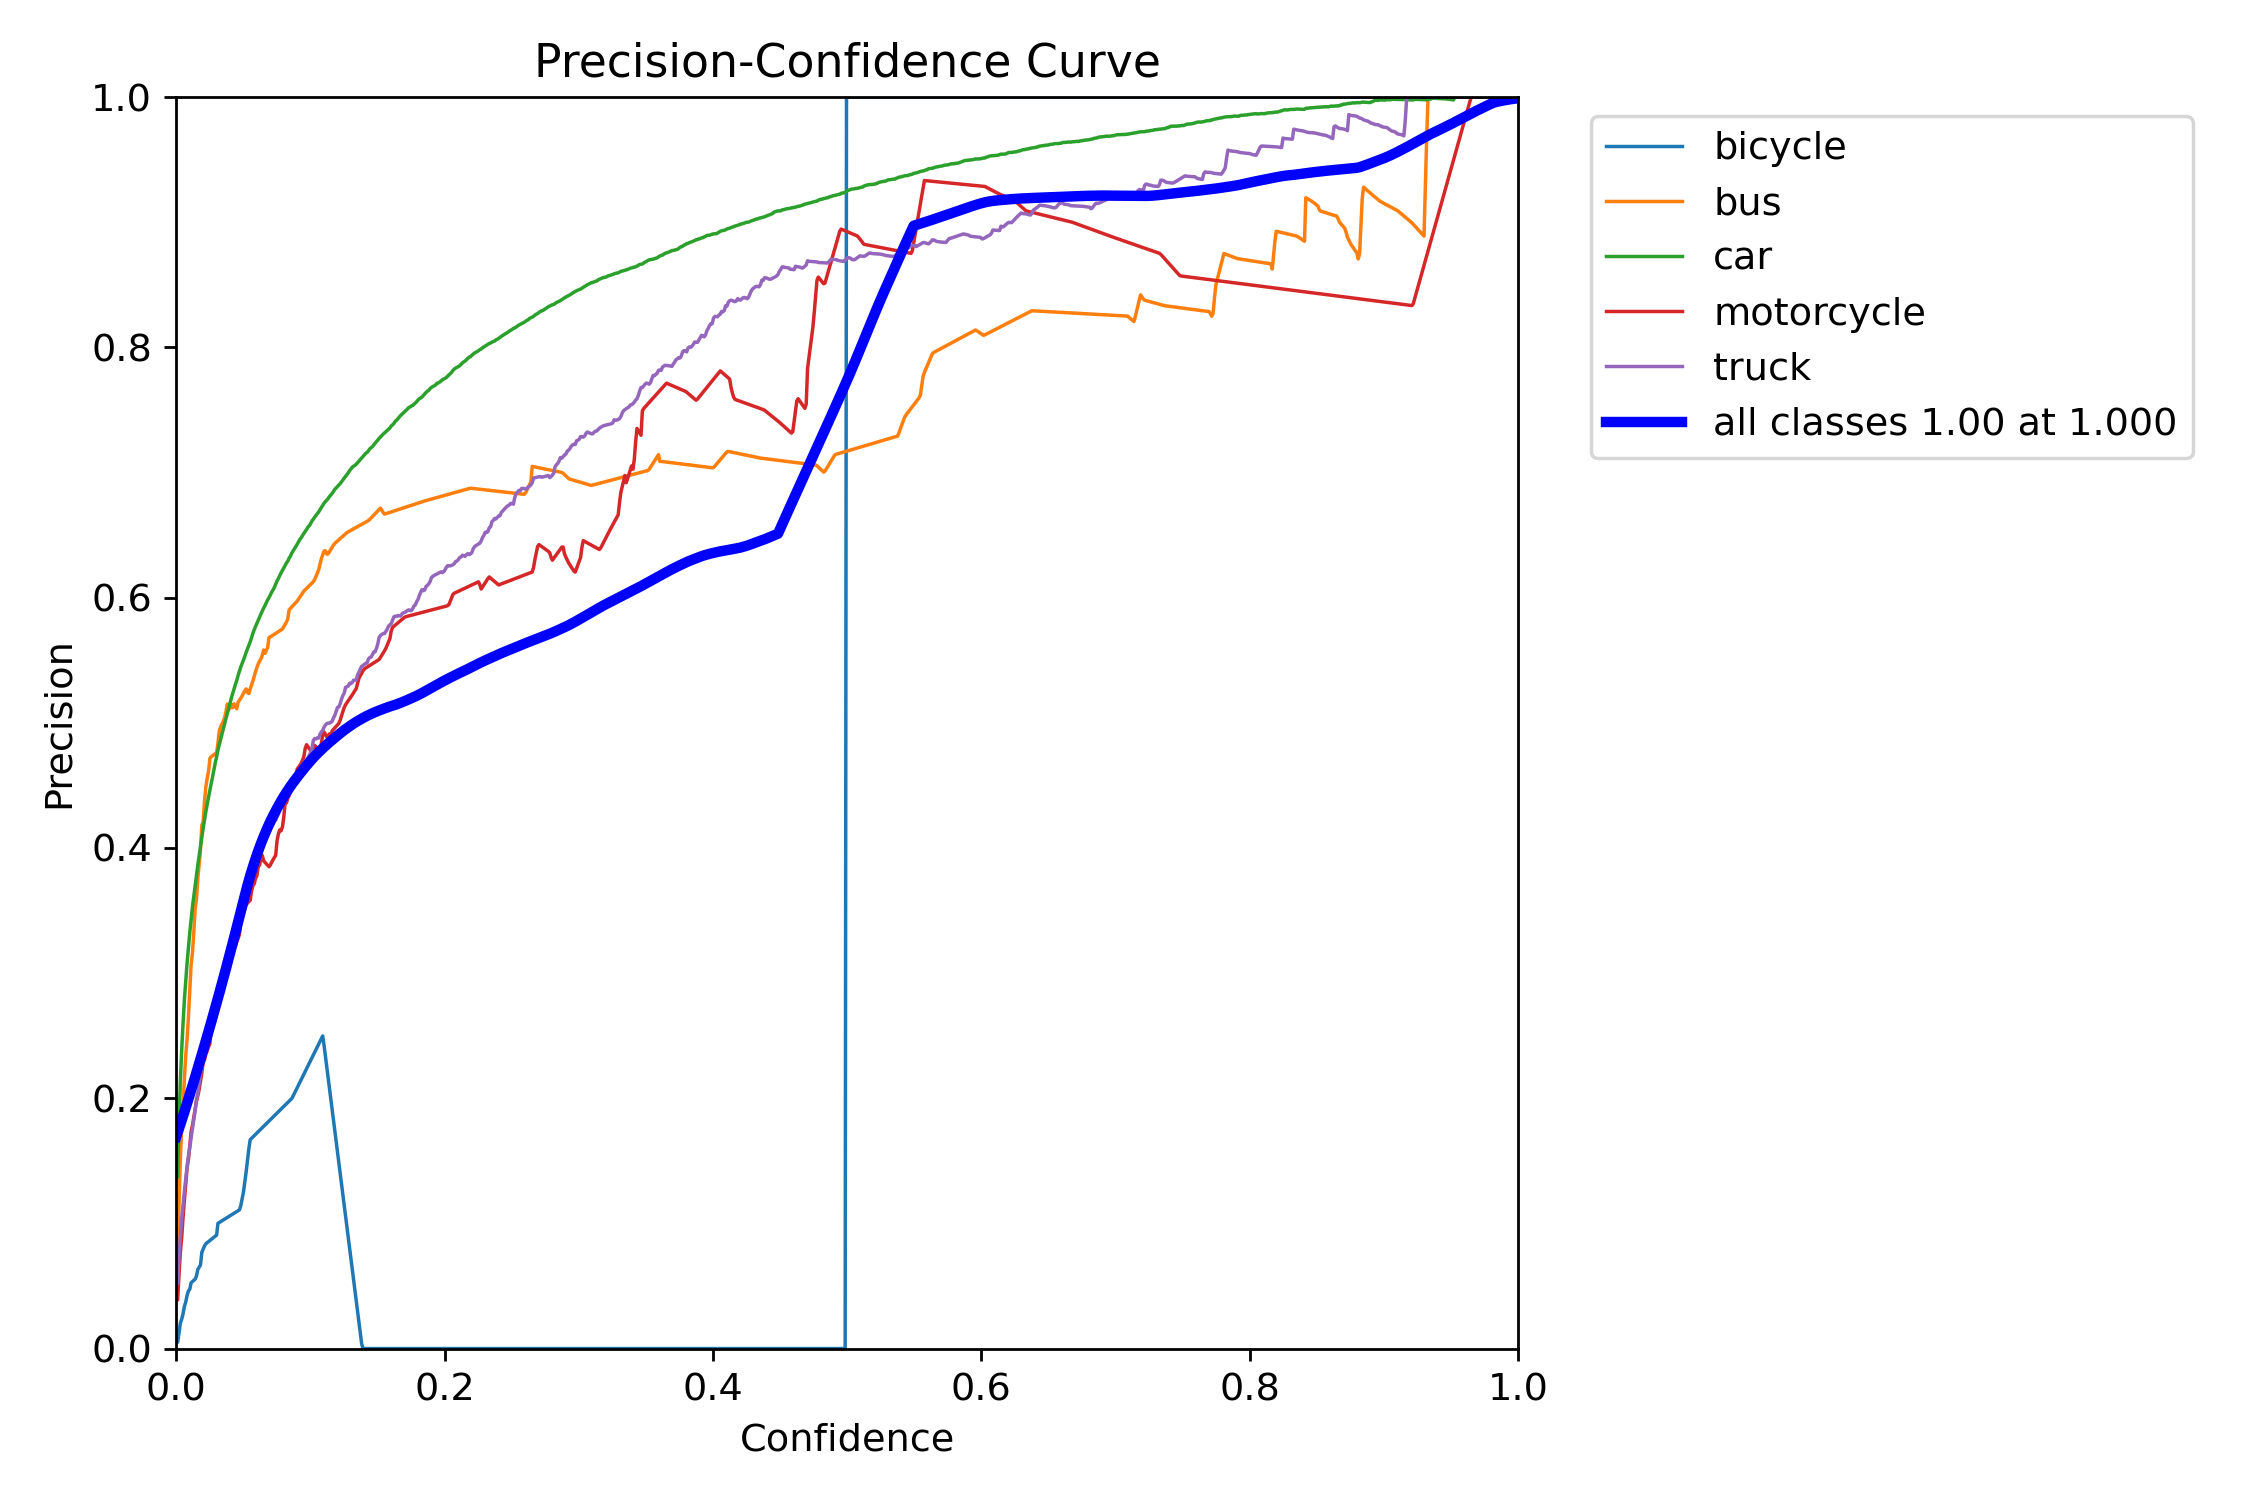 Precision-Confidence Curve
1.0
0.8
0.6
0.4
0.2
0.0
Precision
0.0 0.2 0.4 0.6 0.8 1.0
Confidence
bicycle
bus
car
motorcycle
truck
all classes 1.00 at 1.000